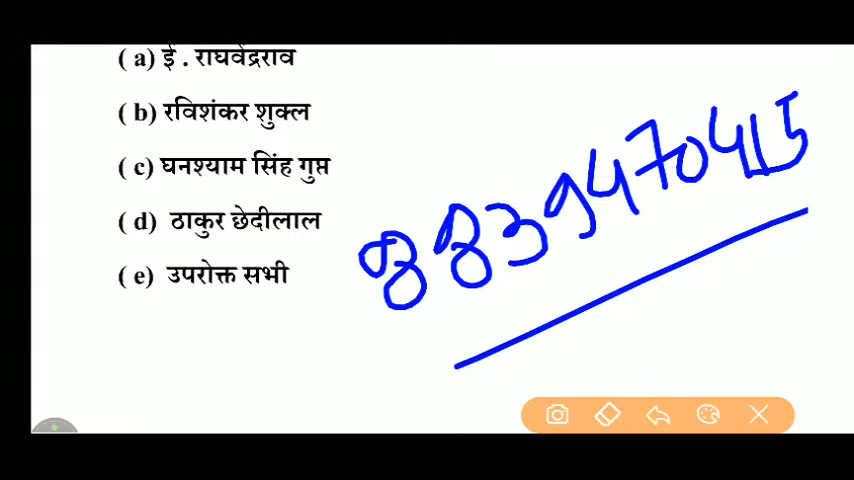 ( a) ई . राघवेंद्रराव
( b) रविशंकर शुक्ल
( c) घनश्याम सिंह गुप्त
( d) ठाकुर छेदीलाल
( e) उपरोक्त सभी
8839470415